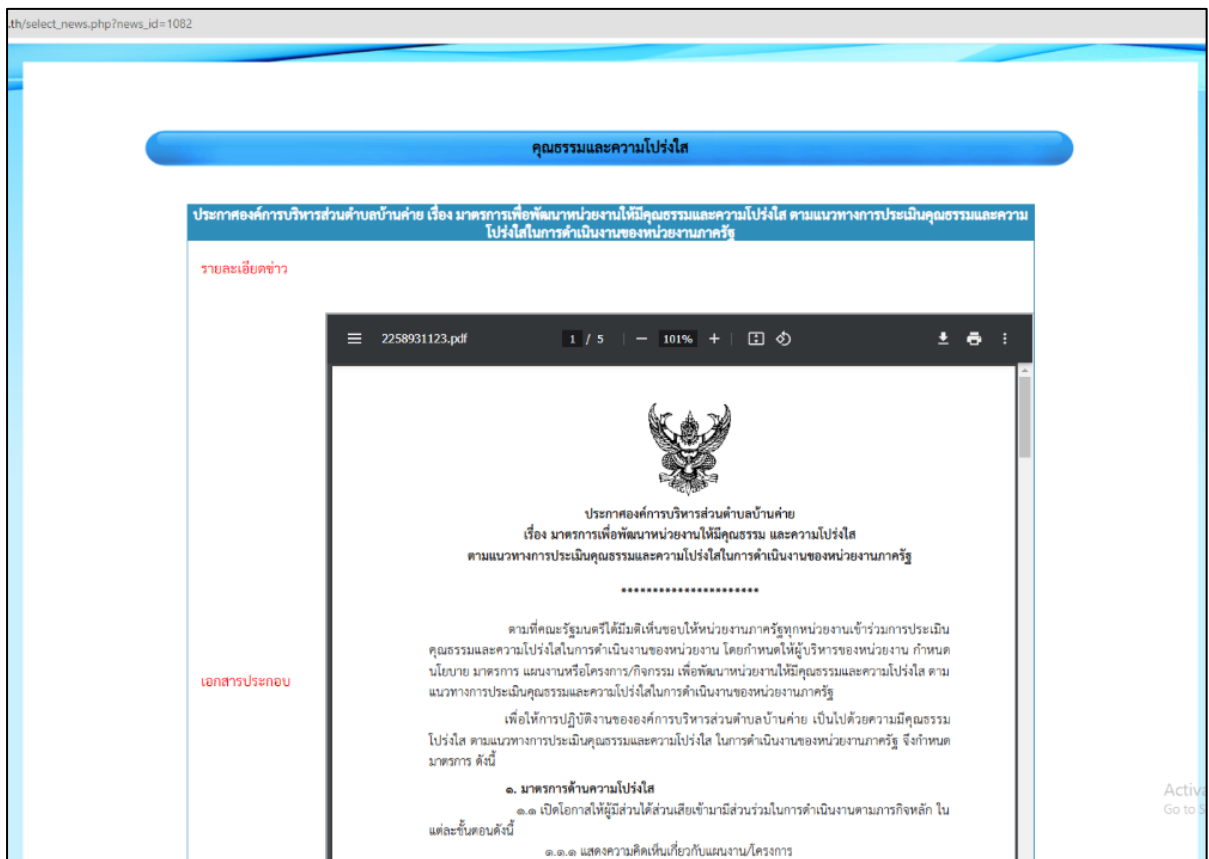 .th/select_news.php?news_id=1082
คุณธรรมและความโปร่งใส
ประกาศองค์การบริหารส่วนตำบลบ้านค่าย เรื่อง มาตรการเพื่อพัฒนาหน่วยงานให้มีคุณธรรมและความโปร่งใส ตามแนวทางการประเมินคุณธรรมและความ
โปร่งใสในการดำเนินงานของหน่วยงานภาครัฐ
รายละเอียดข่าว
2258931123.pdf 1 / 5 101%
ประกาศองค์การบริหารส่วนตำบลบ้านค่าย
เรื่อง มาตรการเพื่อพัฒนาหน่วยงานให้มีคุณธรรม และความโปร่งใส
ตามแนวทางการประเมินคุณธรรมและความโปร่งใสในการดำเนินงานของหน่วยงานภาครัฐ
**********************
ตามที่คณะรัฐมนตรีได้มีมติเห็นชอบให้หน่วยงานภาครัฐทุกหน่วยงานเข้าร่วมการประเมิน
คุณธรรมและความโปร่งใสในการดำเนินงานของหน่วยงาน โดยกำหนดให้ผู้บริหารของหน่วยงาน กำหนด
นโยบาย มาตรการ แผนงานหรือโครงการ/กิจกรรม เพื่อพัฒนาหน่วยงานให้มีคุณธรรมและความโปร่งใส ตาม
แนวทางการประเมินคุณธรรมและความโปร่งใสในการดำเนินงานของหน่วยงานภาครัฐ
เอกสารประกอบ
เพื่อให้การปฏิบัติงานขององค์การบริหารส่วนตำบลบ้านค่าย เป็นไปด้วยความมีคุณธรรม
โปร่งใส ตามแนวทางการประเมินคุณธรรมและความโปร่งใส ในการดำเนินงานของหน่วยงานภาครัฐ จึงกำหนด
มาตรการ ดังนี้
๑. มาตรการด้านความโปร่งใส
๑.๑ เปิดโอกาสให้ผู้มีส่วนได้ส่วนเสียเข้ามามีส่วนร่วมในการดำเนินงานตามภารกิจหลัก ใน
แต่ละขั้นตอนดังนี้
๑.๑.๑ แสดงความคิดเห็นเกี่ยวกับแผนงาน/โครงการ
Activa
Go to S